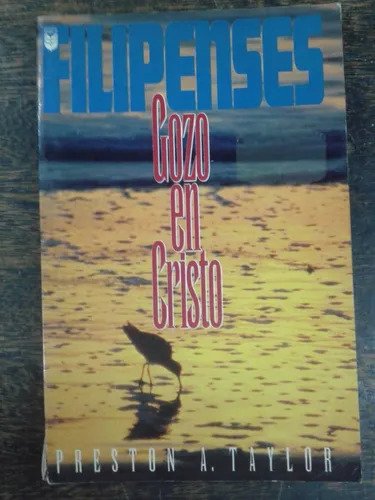 FILIPENSES
Gozo
en
Cristo
PRESTON A. TAYLOR